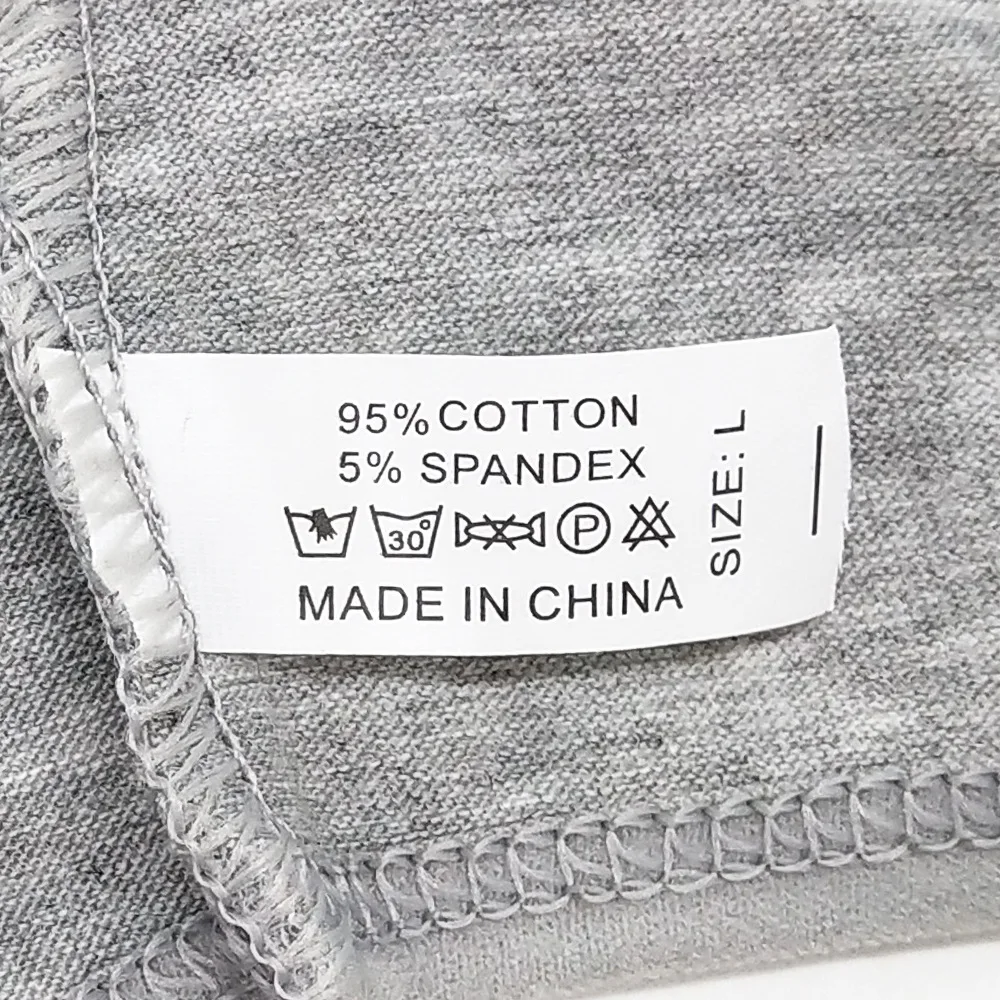 95% COTTON
5% SPANDEX
30°
P
MADE IN CHINA
SIZE: L